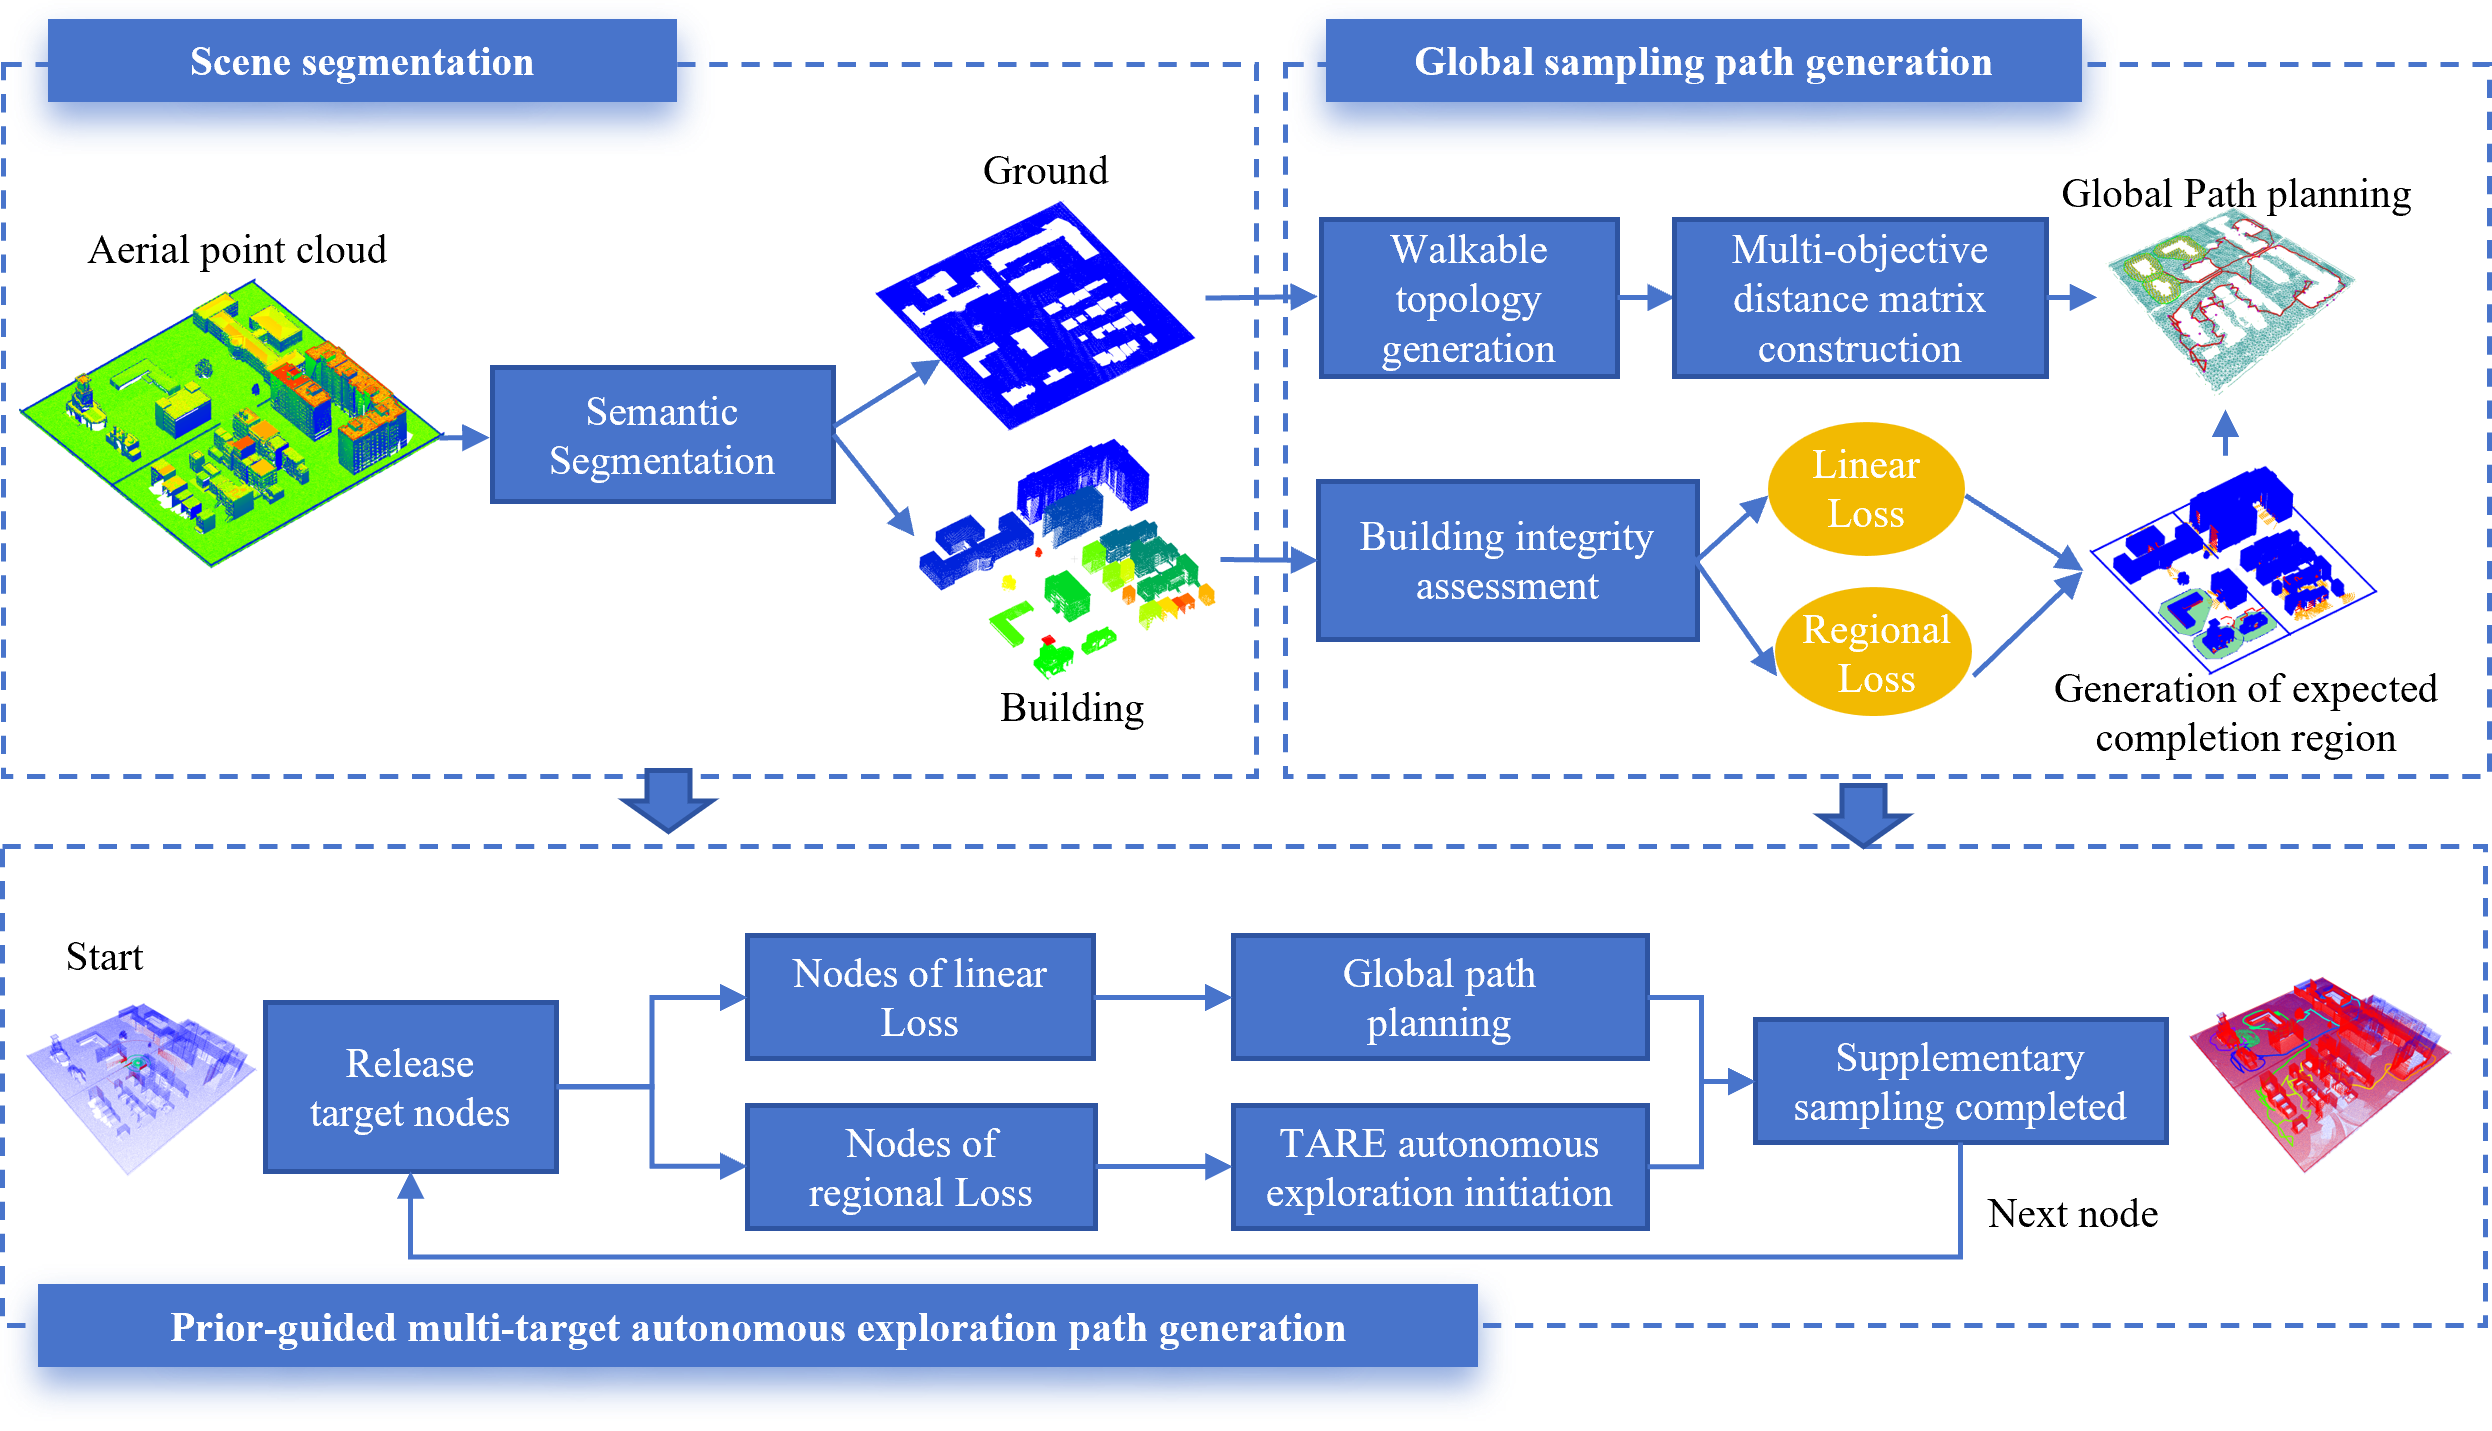 Scene segmentation
Global sampling path generation
Aerial point cloud
Semantic
Segmentation
Ground
Building
Walkable
topology
generation
Multi-objective
distance matrix
construction
Global Path planning
Building integrity
assessment
Linear
Loss
Regional
Loss
Generation of expected
completion region
Start
Release
target nodes
Nodes of linear
Loss
Global path
planning
Nodes of
regional Loss
TARE autonomous
exploration initiation
Supplementary
sampling completed
Next node
Prior-guided multi-target autonomous exploration path generation